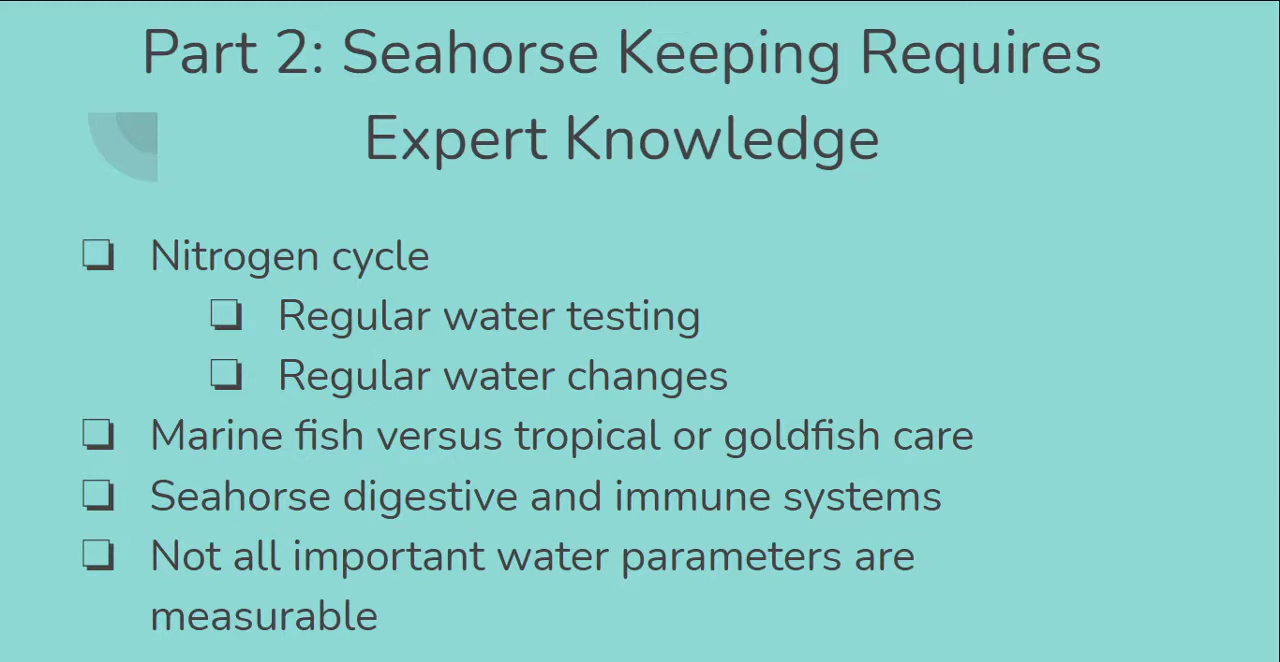 Part 2: Seahorse Keeping Requires
Expert Knowledge
❏ Nitrogen cycle
❏ Regular water testing
❏ Regular water changes
❏ Marine fish versus tropical or goldfish care
❏ Seahorse digestive and immune systems
❏ Not all important water parameters are
measurable